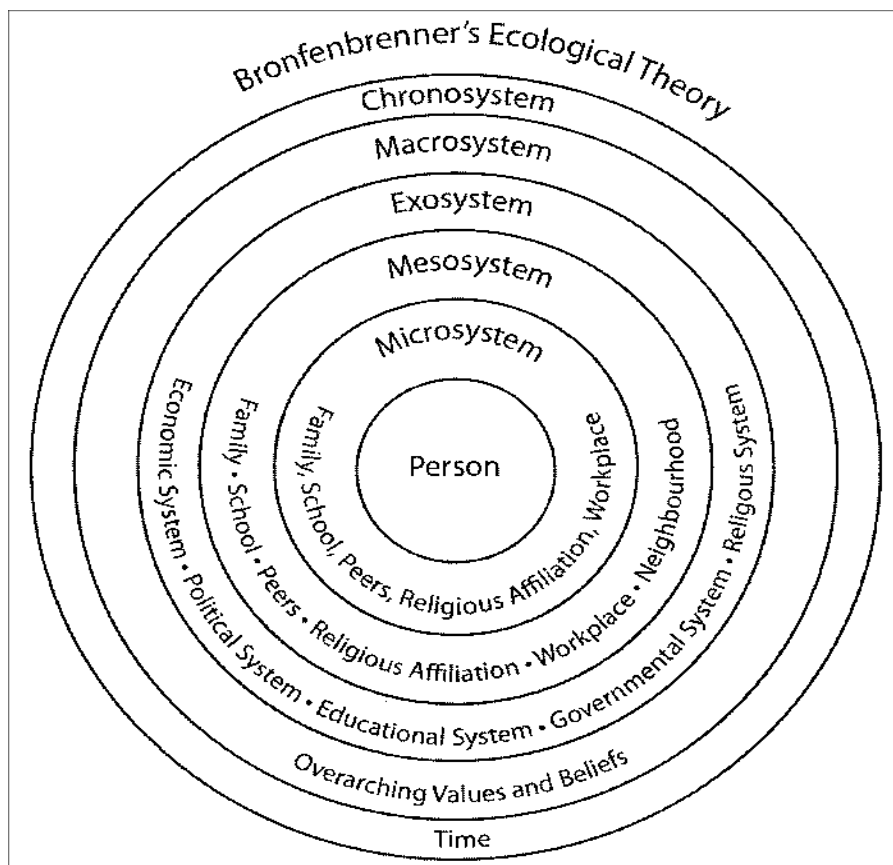 Bronfenbrenner's Ecological Theory
Chronosystem
Macrosystem
Exosystem
Mesosystem
Microsystem
Person
Family, School, Peers, Religious Affiliation, Workplace
Family • School • Peers • Religious Affiliation • Workplace • Neighbourhood
Economic System • Political System • Educational System • Governmental System • Religous System
Overarching Values and Beliefs
Time